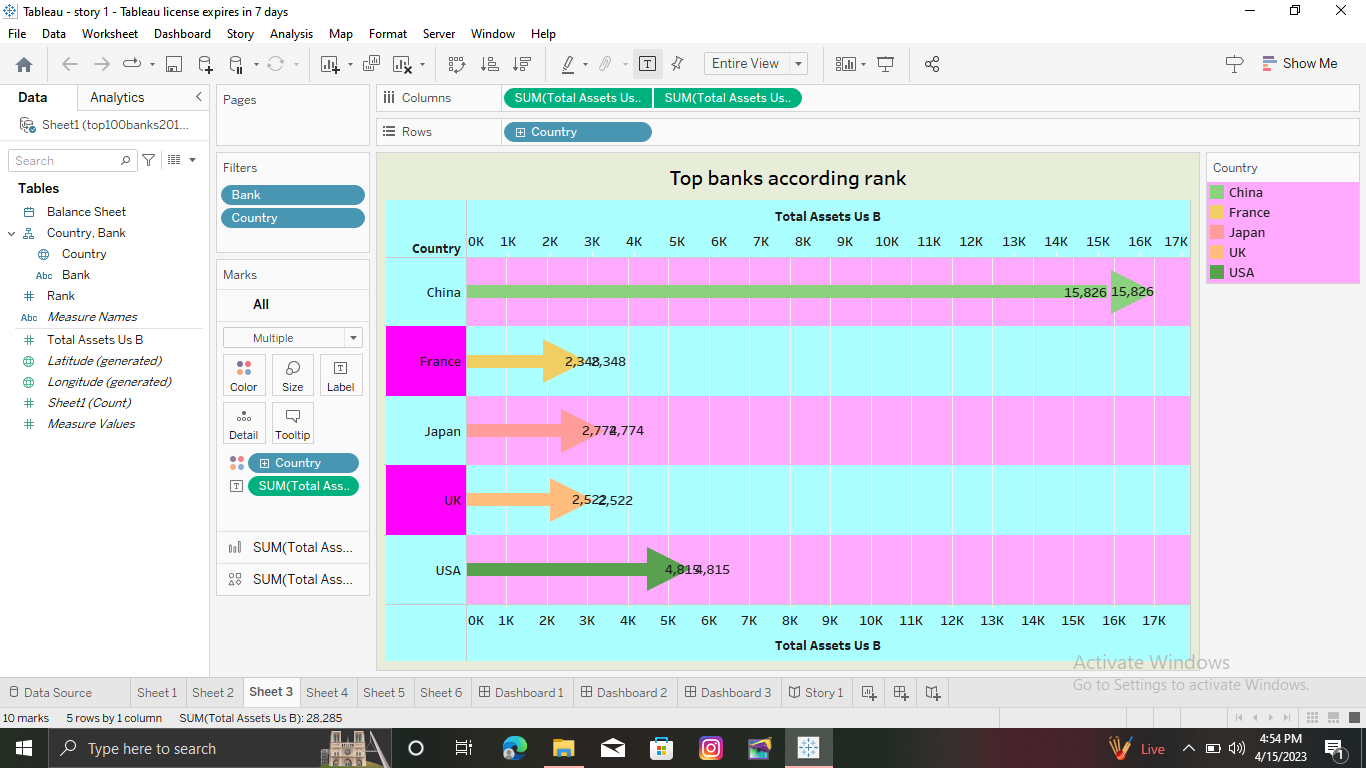 Tableau - story 1 - Tableau license expires in 7 days
File Data Worksheet Dashboard Story Analysis Map Format Server Window Help
Entire View
Show Me
Data Analytics
Sheet1 (top100banks201...
Search
Tables
Balance Sheet
Country, Bank
Country
Abc Bank
Rank
Abc Measure Names
Total Assets Us B
Latitude (generated)
Longitude (generated)
Sheet1 (Count)
Measure Values
Pages
Filters
Bank
Country
Marks
All
Multiple
Color Size Label
Detail Tooltip
Country
SUM(Total Ass..
SUM(Total Ass...
SUM(Total Ass...
Columns SUM(Total Assets Us.. SUM(Total Assets Us..
Rows Country
Top banks according rank
Total Assets Us B
Country 0K 1K 2K 3K 4K 5K 6K 7K 8K 9K 10K 11K 12K 13K 14K 15K 16K 17K
China 15,826 15,826
France 2,348 2,348
Japan 2,774 2,774
UK 2,522 2,522
USA 4,815 4,815
0K 1K 2K 3K 4K 5K 6K 7K 8K 9K 10K 11K 12K 13K 14K 15K 16K 17K
Total Assets Us B
Country
China
France
Japan
UK
USA
Activate Windows
Go to Settings to activate Windows.
Data Source Sheet 1 Sheet 2 Sheet 3 Sheet 4 Sheet 5 Sheet 6 Dashboard 1 Dashboard 2 Dashboard 3 Story 1
10 marks 5 rows by 1 column SUM(Total Assets Us B): 28,285
Type here to search
Live
4:54 PM
4/15/2023
1